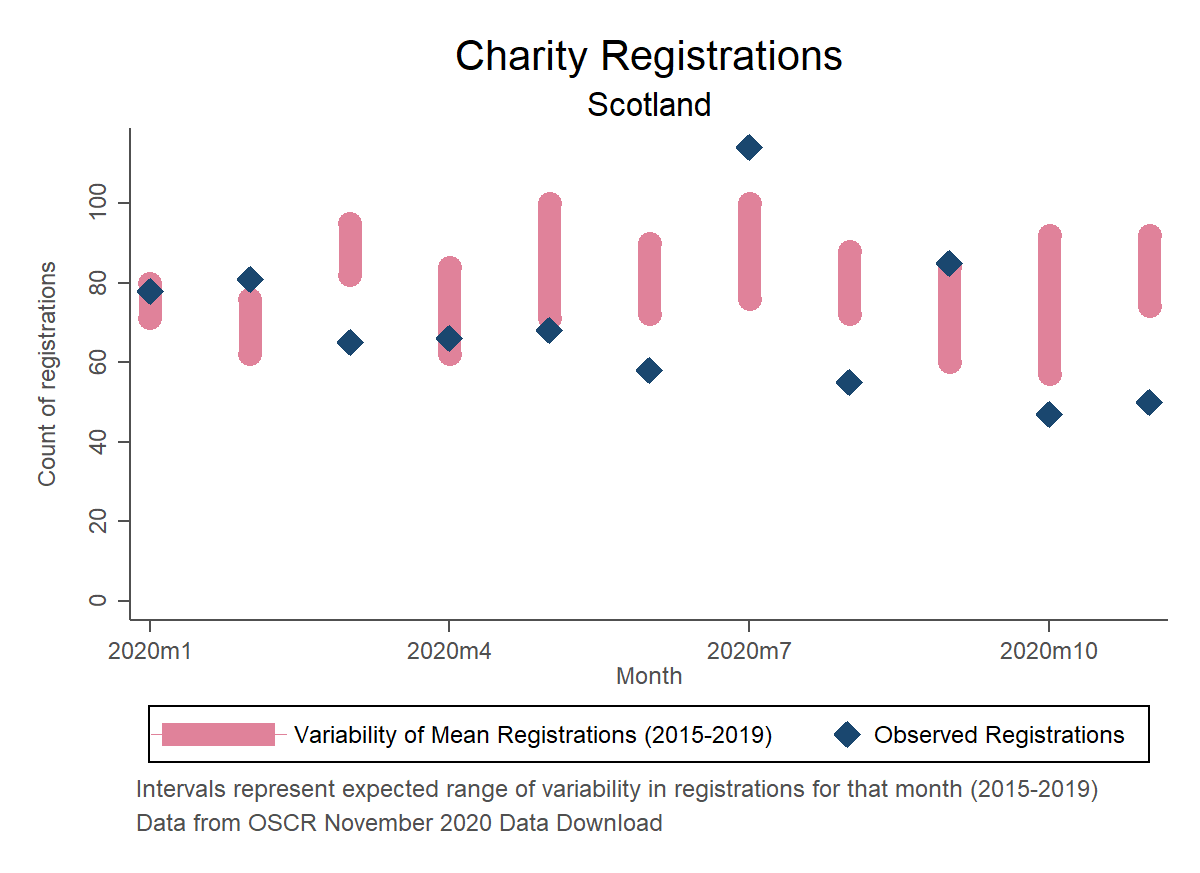 Charity Registrations
Scotland
Count of registrations
100
80
60
40
20
0
2020m1 2020m4 2020m7 2020m10
Month
Variability of Mean Registrations (2015-2019) Observed Registrations
Intervals represent expected range of variability in registrations for that month (2015-2019)
Data from OSCR November 2020 Data Download